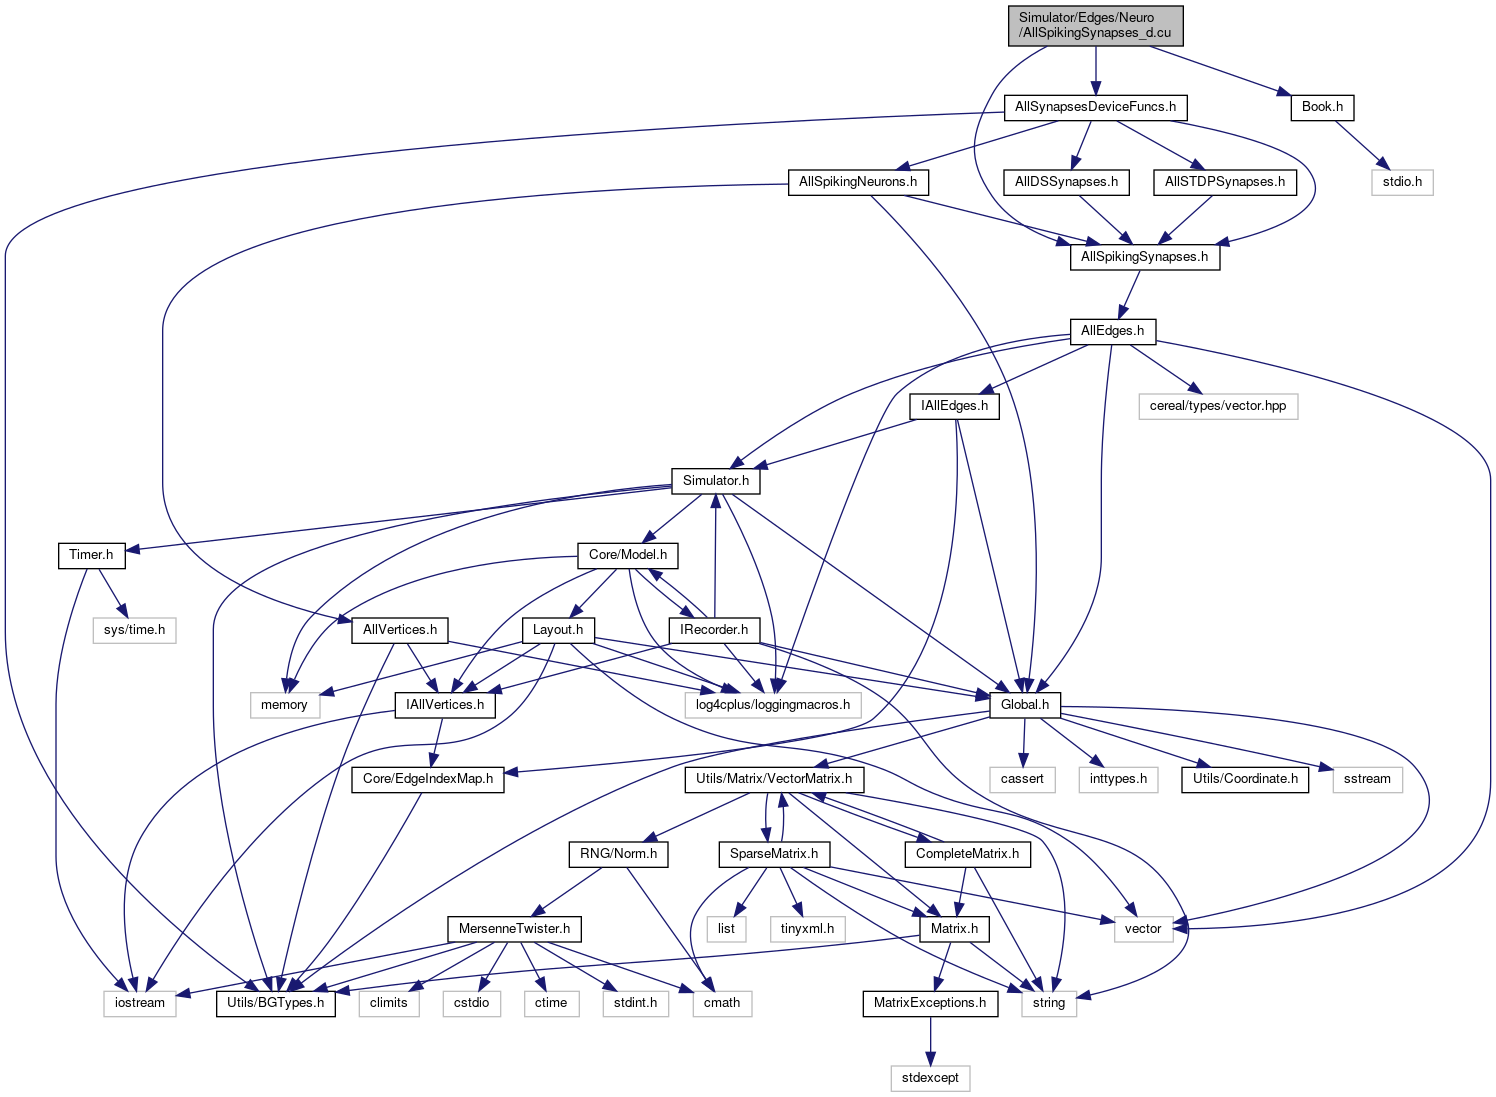 Simulator/Edges/Neuro
/AllSpikingSynapses_d.cu
AllSynapsesDeviceFuncs.h
Book.h
AllSpikingNeurons.h
AllDSSynapses.h
AllSTDPSynapses.h
stdio.h
AllSpikingSynapses.h
AllEdges.h
IAllEdges.h
cereal/types/vector.hpp
Simulator.h
Timer.h
Core/Model.h
sys/time.h
AllVertices.h
Layout.h
IRecorder.h
memory
IAllVertices.h
log4cplus/loggingmacros.h
Global.h
Core/EdgeIndexMap.h
Utils/Matrix/VectorMatrix.h
cassert
inttypes.h
Utils/Coordinate.h
sstream
RNG/Norm.h
SparseMatrix.h
CompleteMatrix.h
MersenneTwister.h
list
tinyxml.h
Matrix.h
vector
iostream
Utils/BGTypes.h
climits
cstdio
ctime
stdint.h
cmath
MatrixExceptions.h
string
stdexcept